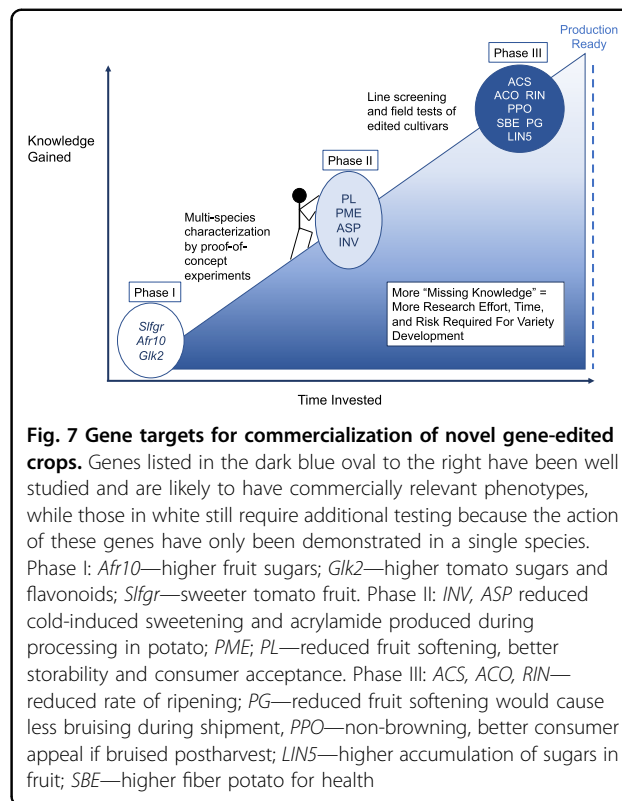 Production
Ready
Phase III
ACS
ACO RIN
PPO
SBE PG
LIN5
Line screening
and field tests of
edited cultivars
Knowledge
Gained
Phase II
PL
PME
ASP
INV
Multi-species
characterization
by proof-of-
concept
experiments
Phase I
Slfgr
Afr10
Glk2
More “Missing Knowledge” =
More Research Effort, Time,
and Risk Required For Variety
Development
Time Invested
Fig. 7 Gene targets for commercialization of novel gene-edited
crops. Genes listed in the dark blue oval to the right have been well
studied and are likely to have commercially relevant phenotypes,
while those in white still require additional testing because the action
of these genes have only been demonstrated in a single species.
Phase I: Afr10—higher fruit sugars; Glk2—higher tomato sugars and
flavonoids; Slfgr—sweeter tomato fruit. Phase II: INV, ASP reduced
cold-induced sweetening and acrylamide produced during
processing in potato; PME; PL—reduced fruit softening, better
storability and consumer acceptance. Phase III: ACS, ACO, RIN—
reduced rate of ripening; PG—reduced fruit softening would cause
less bruising during shipment, PPO—non-browning, better consumer
appeal if bruised postharvest; LIN5—higher accumulation of sugars in
fruit; SBE—higher fiber potato for health